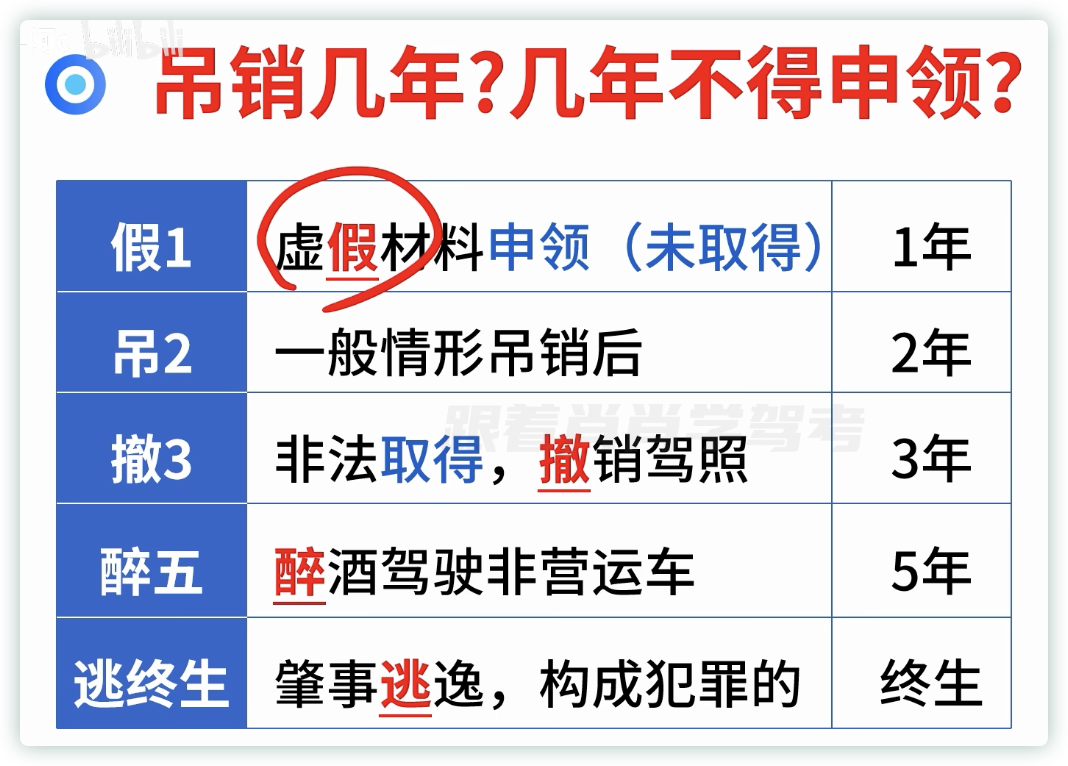 bilibili
吊销几年?几年不得申领?
假1 虚假材料申领（未取得） 1年
吊2 一般情形吊销后 2年
跟着肖肖学驾考
撤3 非法取得，撤销驾照 3年
醉五 醉酒驾驶非营运车 5年
逃终生 肇事逃逸，构成犯罪的 终生